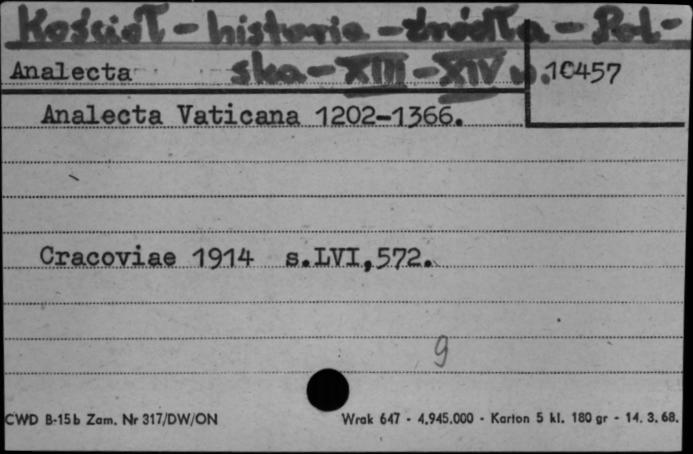 Kościół - historia - źródła - Pol-
Analecta ska - XIII - XIV w. 10457
Analecta Vaticana 1202-1366.
Cracoviae 1914 s.LVI,572.
9
CWD B-15b Zam. Nr 317/DW/ON Wrak 647 - 4.945.000 - Karton 5 kl. 180 gr - 14. 3. 68.